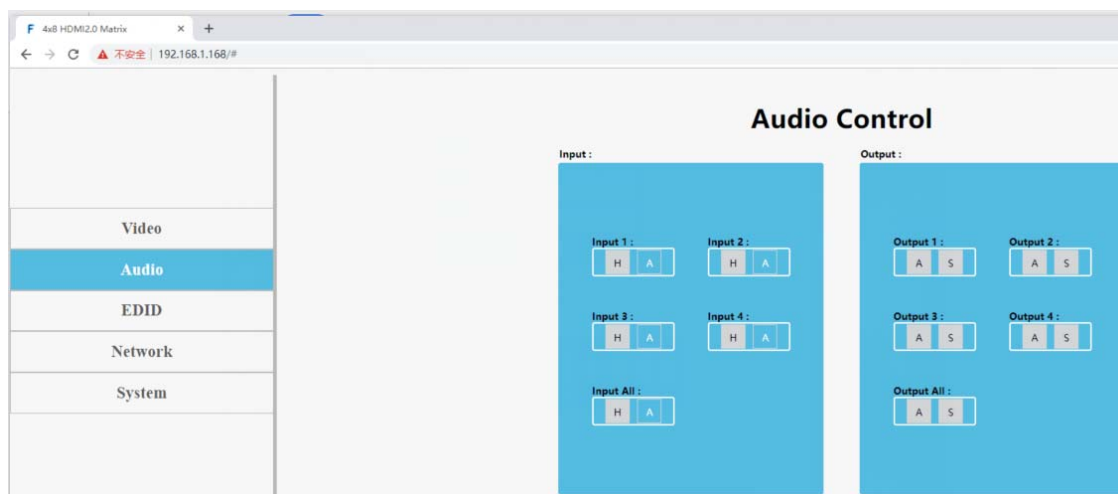 4x8 HDMI2.0 Matrix
不安全 192.168.1.168/#
Audio Control
Input :
Output :
Video
Audio
EDID
Network
System
Input 1 :
Input 2 :
H A
H A
Input 3 :
Input 4 :
H A
H A
Input All :
H A
Output 1 :
Output 2 :
A S
A S
Output 3 :
Output 4 :
A S
A S
Output All :
A S